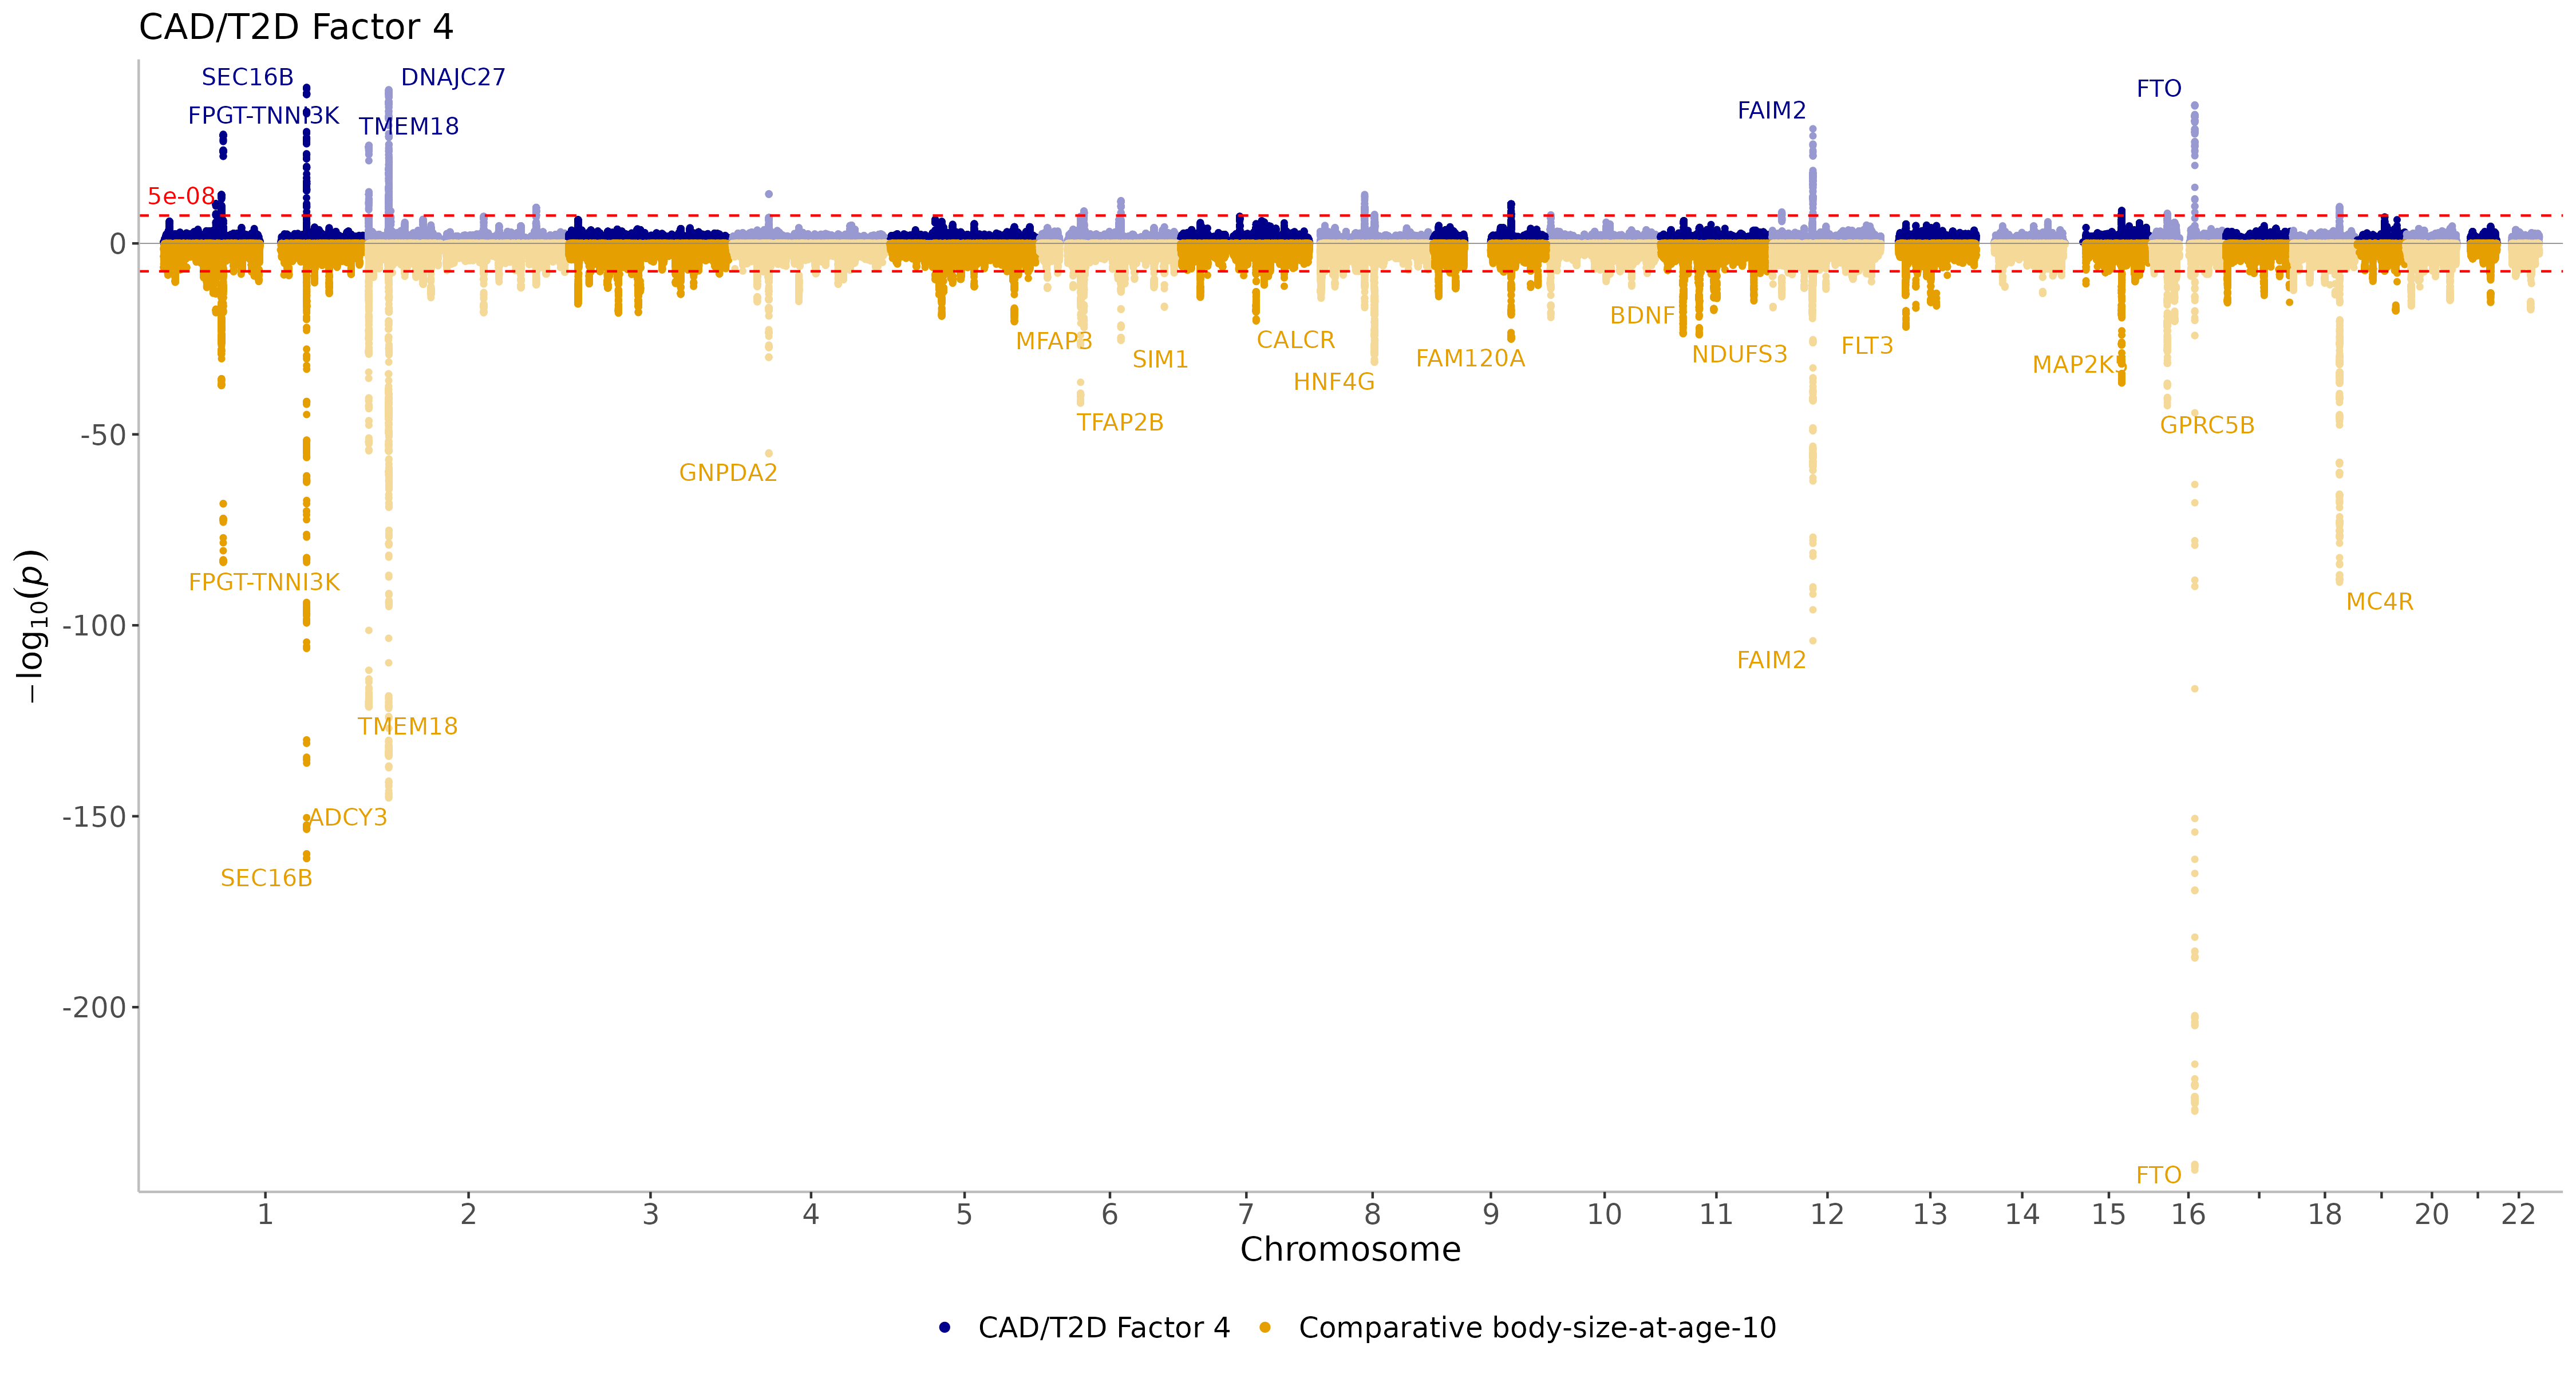 CAD/T2D Factor 4
SEC16B
DNAJC27
FTO
FAIM2
FPGT-TNNI3K
TMEM18
5e-08
0
BDNF
MFAP3
CALCR
FLT3
NDUFS3
SIM1
FAM120A
MAP2K5
HNF4G
TFAP2B
GPRC5B
-50
GNPDA2
FPGT-TNNI3K
MC4R
-100
FAIM2
TMEM18
-150
ADCY3
SEC16B
-200
FTO
−log10(p)
1 2 3 4 5 6 7 8 9 10 11 12 13 14 15 16 18 20 22
Chromosome
CAD/T2D Factor 4 Comparative body-size-at-age-10